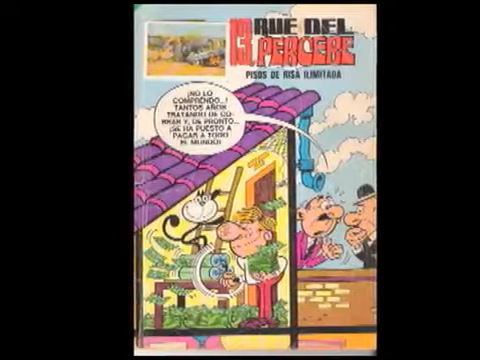 13, RUE DEL
PERCEBE
PISOS DE RISA ILIMITADA
¡NO LO
COMPRENDO...!
TANTOS AÑOS
TRATANDO DE CO-
BRAR Y, DE PRONTO...
¡SE HA PUESTO A
PAGAR A TODO
EL MUNDO!